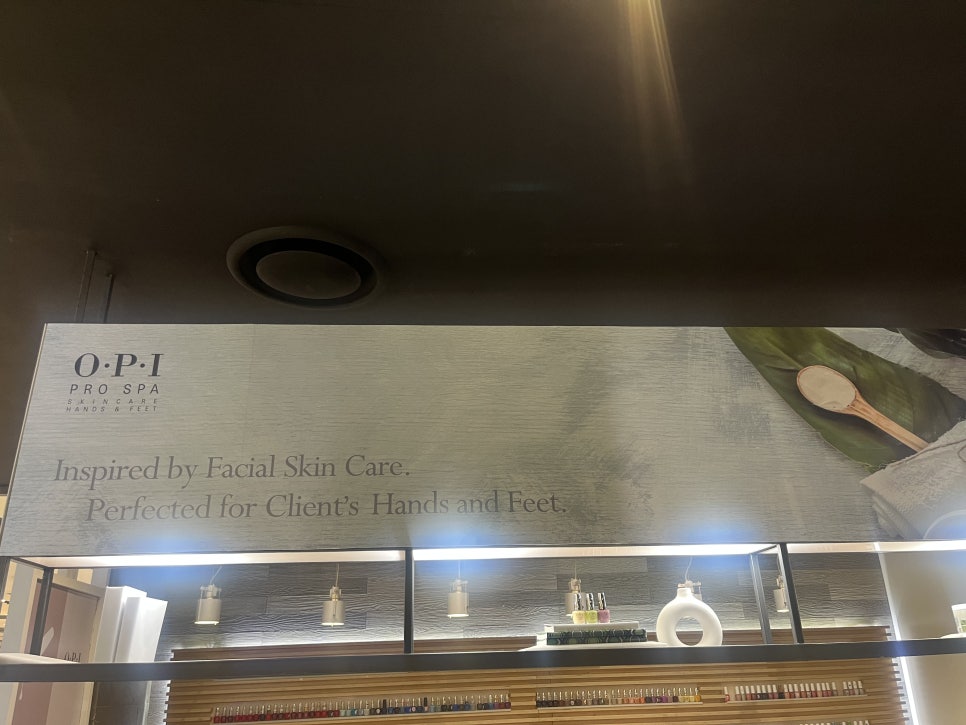 O·P·I
PRO SPA
SKINCARE
HANDS & FEET
Inspired by Facial Skin Care.
Perfected for Client's Hands and Feet.
O·P·I